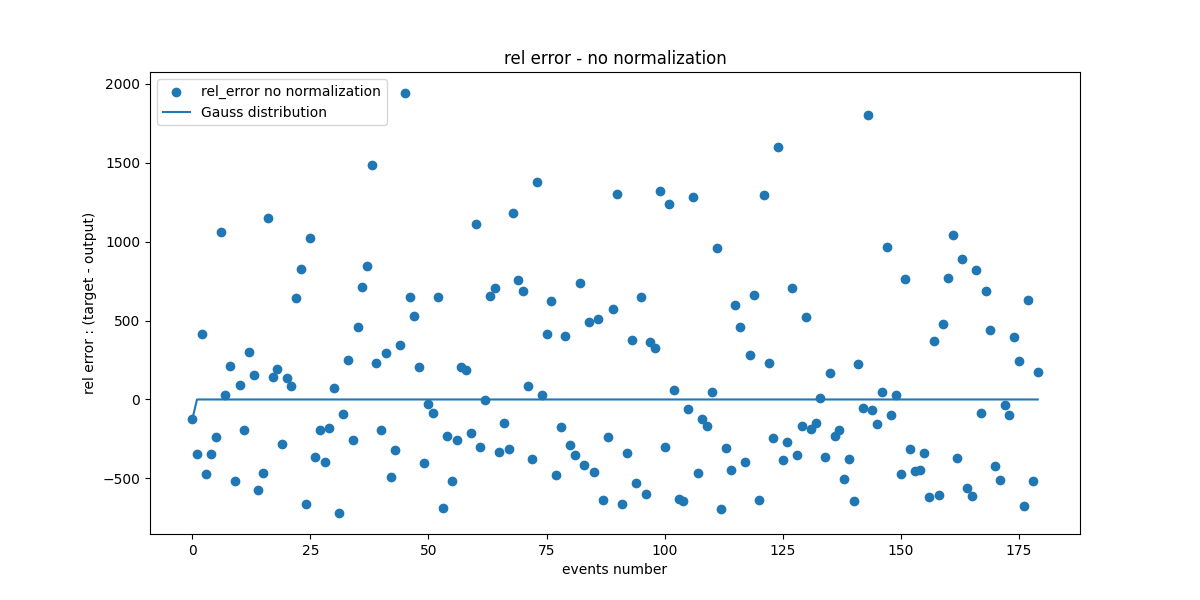 rel error - no normalization
rel_error no normalization
Gauss distribution
2000
1500
1000
500
0
−500
rel error : (target - output)
0 25 50 75 100 125 150 175
events number